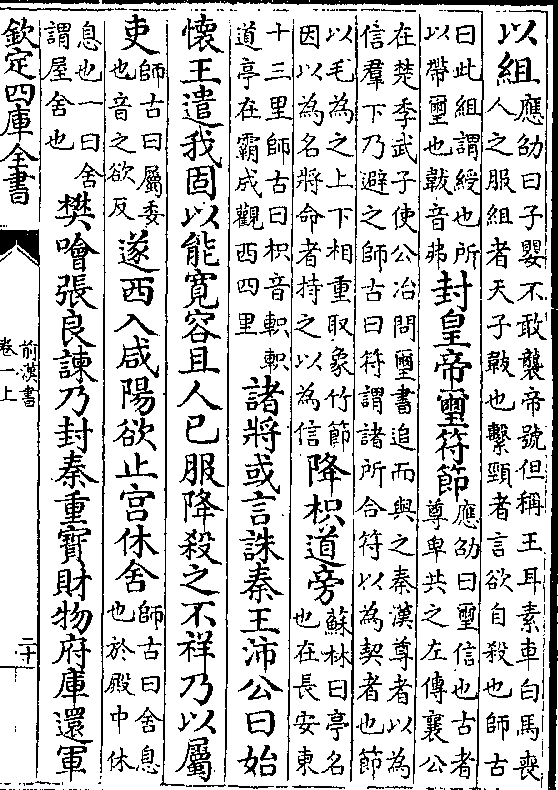 以組
應劭曰子嬰不敢襲帝號但稱王耳素車白馬喪
人之服組者天子韍也繫頸者言欲自殺也師古
曰此組謂綬也所
以帶璽也韍音弗
封皇帝璽符節
應劭曰璽信也古者
尊卑共之左傳襄公
在楚季武子使公冶問璽書追而與之秦漢尊者以為
信羣下乃避之師古曰符謂諸所合符以為契者也節
以毛為之上下相重取象竹節
因以為名將命者持之以為信
降枳道旁
蘇林曰亭名
也在長安東
十三里師古曰枳音軹軹
道亭在霸成觀西四里
諸將或言誅秦王沛公曰始
懷王遣我固以能寬容且人已服降殺之不祥乃以屬
吏
師古曰屬委
也音之欲反
遂西入咸陽欲止宫休舍
師古曰舍息
也於殿中休
息也一曰舍
謂屋舍也
樊噲張良諫乃封秦重寶財物府庫還軍
欽定四庫全書
前漢書
卷一上
二十